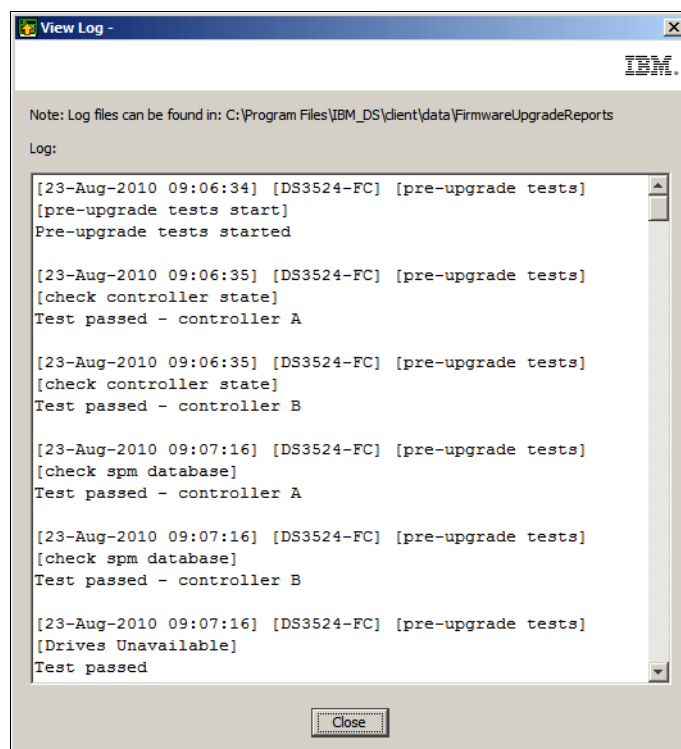 View Log -
IBM.
Note: Log files can be found in: C:\Program Files\IBM_DS\client\data\FirmwareUpgradeReports
Log:
[23-Aug-2010 09:06:34] [DS3524-FC] [pre-upgrade tests]
[pre-upgrade tests start]
Pre-upgrade tests started
[23-Aug-2010 09:06:35] [DS3524-FC] [pre-upgrade tests]
[check controller state]
Test passed - controller A
[23-Aug-2010 09:06:35] [DS3524-FC] [pre-upgrade tests]
[check controller state]
Test passed - controller B
[23-Aug-2010 09:07:16] [DS3524-FC] [pre-upgrade tests]
[check spm database]
Test passed - controller A
[23-Aug-2010 09:07:16] [DS3524-FC] [pre-upgrade tests]
[check spm database]
Test passed - controller B
[23-Aug-2010 09:07:16] [DS3524-FC] [pre-upgrade tests]
[Drives Unavailable]
Test passed
Close